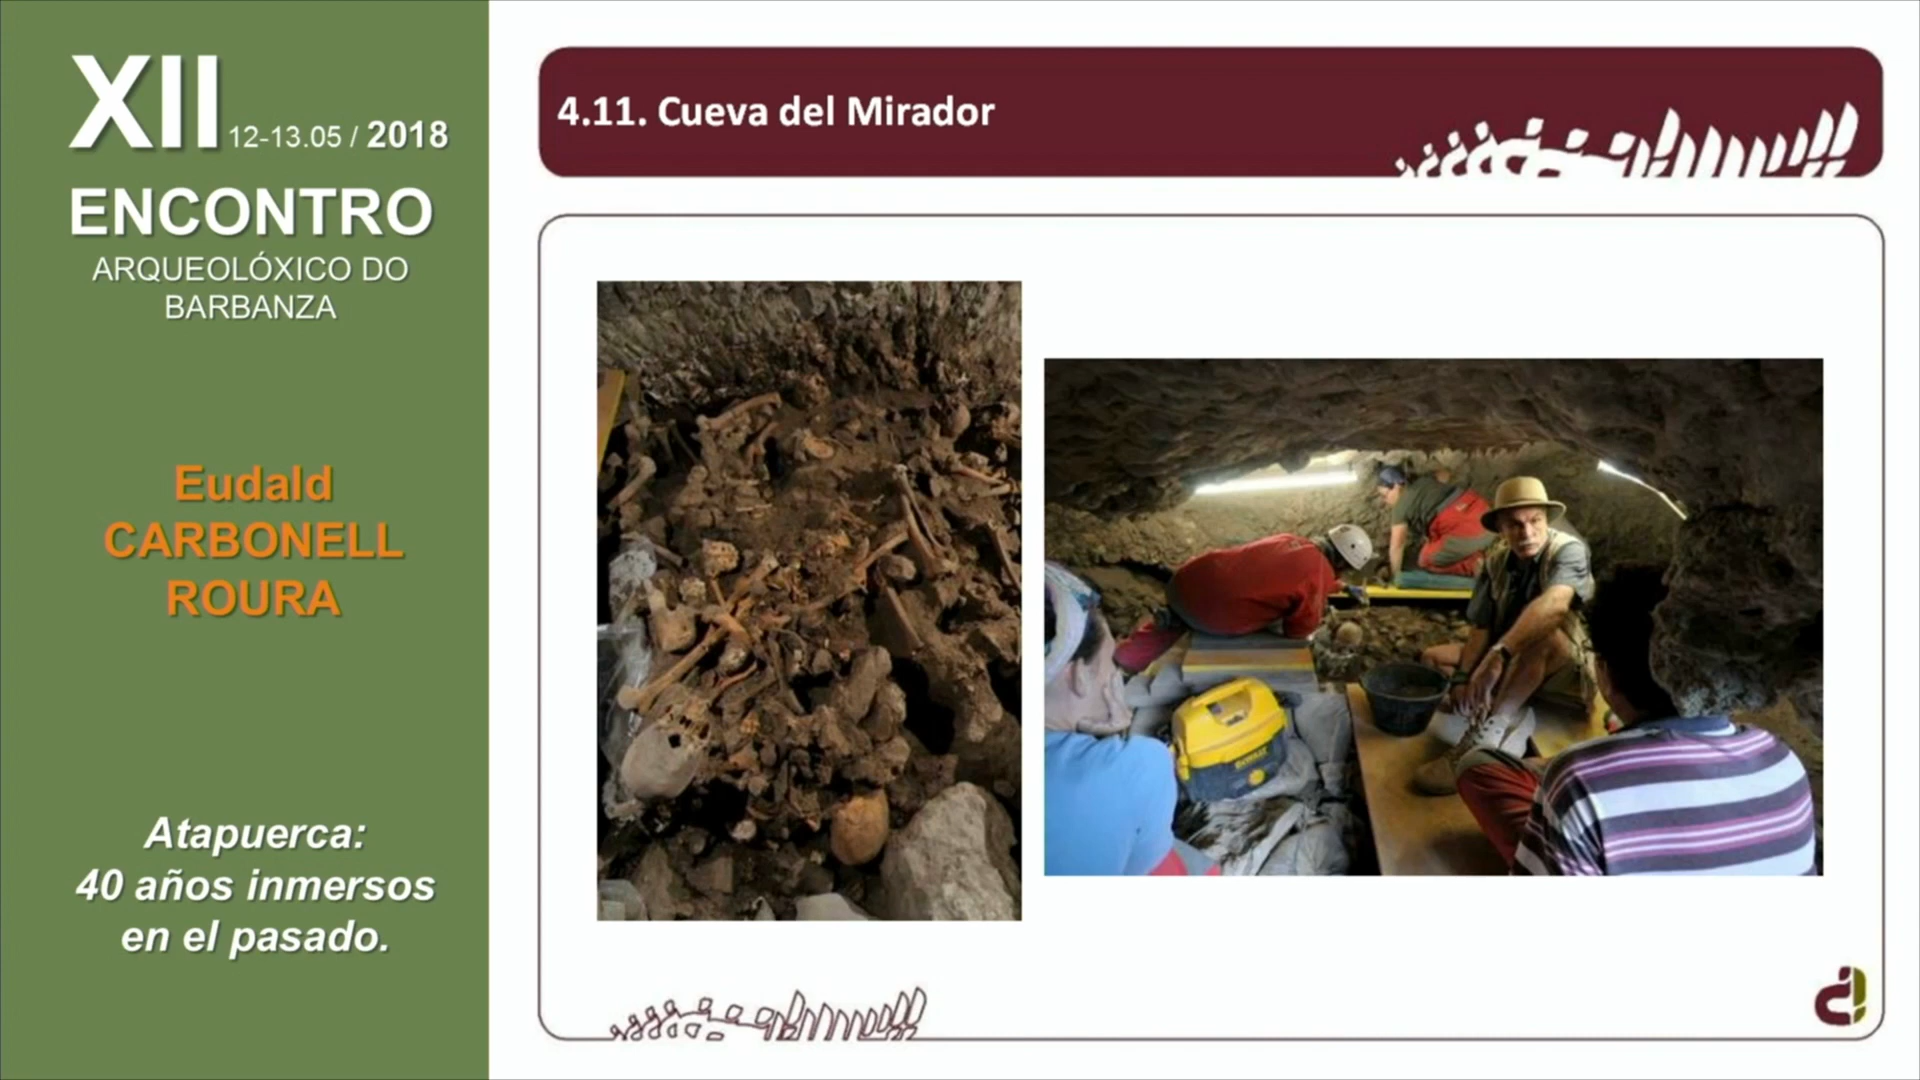 XII 12-13.05 / 2018
ENCONTRO
ARQUEOLÓXICO DO
BARBANZA
Eudald
CARBONELL
ROURA
Atapuerca:
40 años inmersos
en el pasado.
4.11. Cueva del Mirador
DEWALT